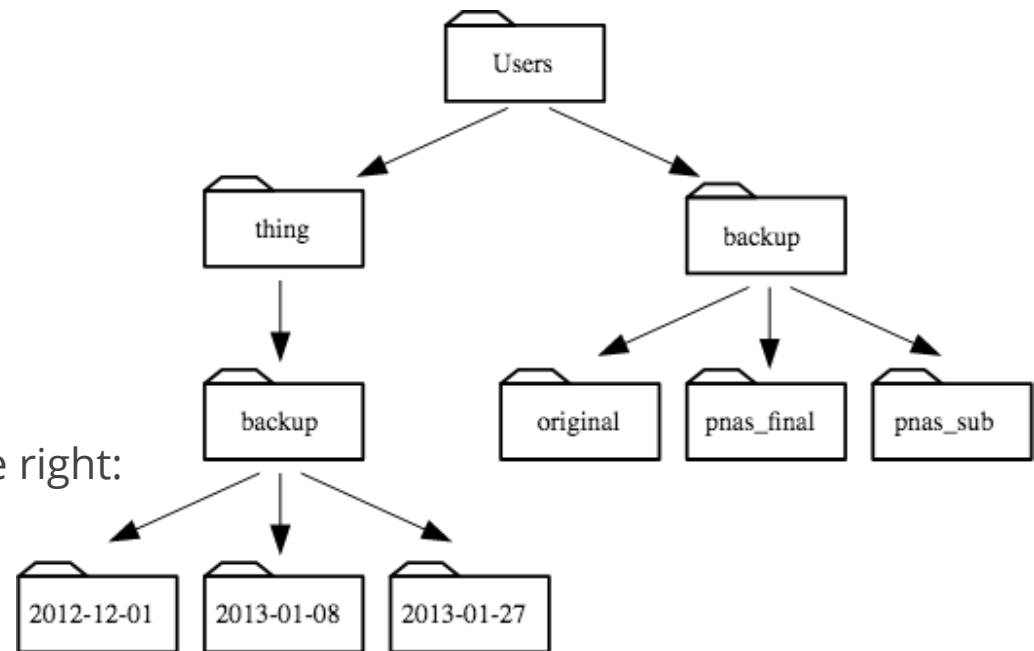 Users
thing
backup
backup
original
pnas_final
pnas_sub
e right:
2012-12-01
2013-01-08
2013-01-27